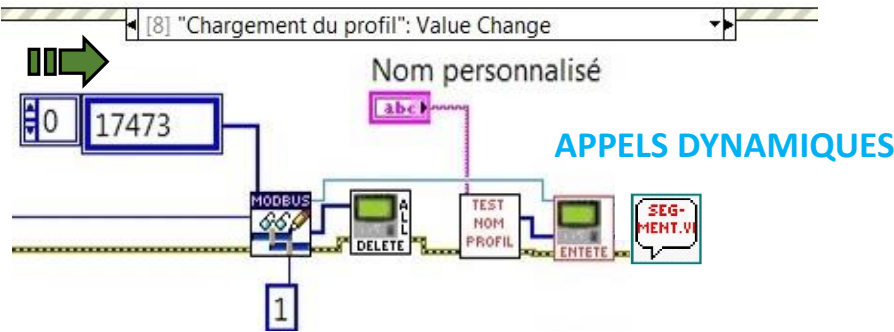 [8] "Chargement du profil": Value Change
Nom personnalisé
abc
0
17473
APPELS DYNAMIQUES
MODBUS
ALL
DELETE
TEST
NOM
PROFIL
ENTETE
SEG-
MENT.VI
1